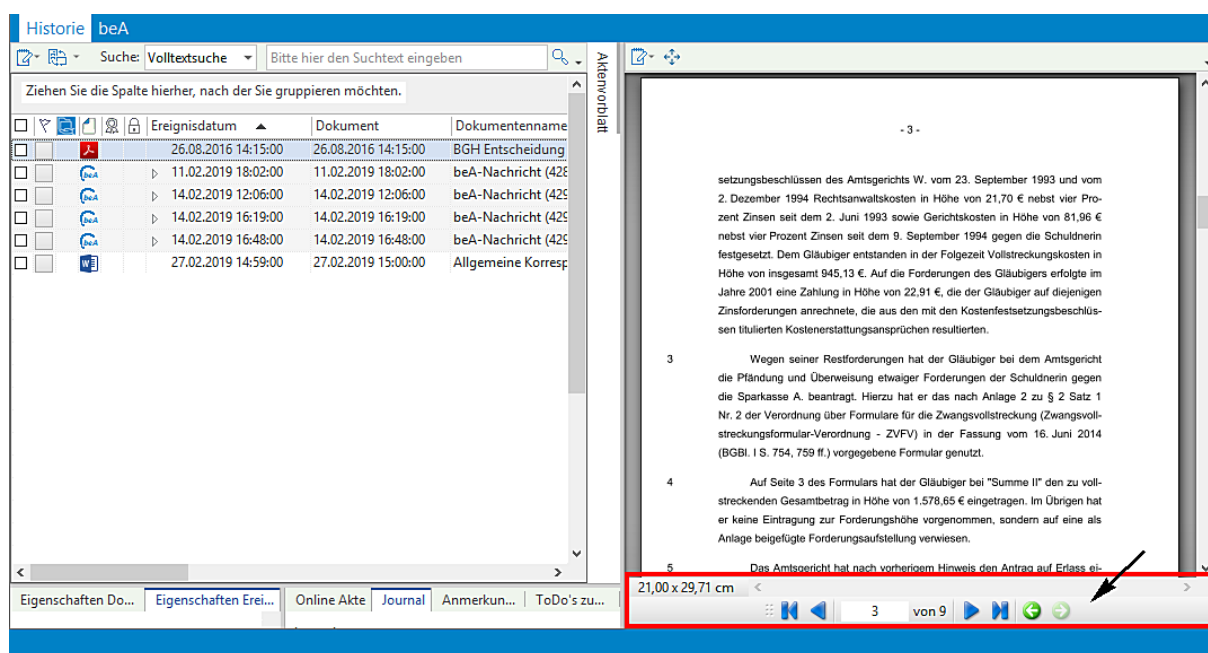 Historie beA
Suche: Volltextsuche Bitte hier den Suchtext eingeben
Ziehen Sie die Spalte hierher, nach der Sie gruppieren möchten.
Ereignisdatum Dokument Dokumentenname
26.08.2016 14:15:00 26.08.2016 14:15:00 BGH Entscheidung
beA 11.02.2019 18:02:00 11.02.2019 18:02:00 beA-Nachricht (428
beA 14.02.2019 12:06:00 14.02.2019 12:06:00 beA-Nachricht (429
beA 14.02.2019 16:19:00 14.02.2019 16:19:00 beA-Nachricht (429
beA 14.02.2019 16:48:00 14.02.2019 16:48:00 beA-Nachricht (429
W 27.02.2019 14:59:00 27.02.2019 15:00:00 Allgemeine Korresp
Eigenschaften Do... Eigenschaften Erei... Online Akte Journal Anmerkun... ToDo's zu...
Aktenvorblatt
- 3 -
setzungsbeschlüssen des Amtsgerichts W. vom 23. September 1993 und vom
2. Dezember 1994 Rechtsanwaltskosten in Höhe von 21,70 € nebst vier Pro-
zent Zinsen seit dem 2. Juni 1993 sowie Gerichtskosten in Höhe von 81,96 €
nebst vier Prozent Zinsen seit dem 9. September 1994 gegen die Schuldnerin
festgesetzt. Dem Gläubiger entstanden in der Folgezeit Vollstreckungskosten in
Höhe von insgesamt 945,13 €. Auf die Forderungen des Gläubigers erfolgte im
Jahre 2001 eine Zahlung in Höhe von 22,91 €, die der Gläubiger auf diejenigen
Zinsforderungen anrechnete, die aus den mit den Kostenfestsetzungsbeschlüs-
sen titulierten Kostenerstattungsansprüchen resultierten.
3 Wegen seiner Restforderungen hat der Gläubiger bei dem Amtsgericht
die Pfändung und Überweisung etwaiger Forderungen der Schuldnerin gegen
die Sparkasse A. beantragt. Hierzu hat er das nach Anlage 2 zu § 2 Satz 1
Nr. 2 der Verordnung über Formulare für die Zwangsvollstreckung (Zwangsvoll-
streckungsformular-Verordnung - ZVFV) in der Fassung vom 16. Juni 2014
(BGBl. I S. 754, 759 ff.) vorgegebene Formular genutzt.
4 Auf Seite 3 des Formulars hat der Gläubiger bei "Summe II" den zu voll-
streckenden Gesamtbetrag in Höhe von 1.578,65 € eingetragen. Im Übrigen hat
er keine Eintragung zur Forderungshöhe vorgenommen, sondern auf eine als
Anlage beigefügte Forderungsaufstellung verwiesen.
5 Das Amtsgericht hat nach vorherigem Hinweis den Antrag auf Erlass ei-
21,00 x 29,71 cm
3 von 9